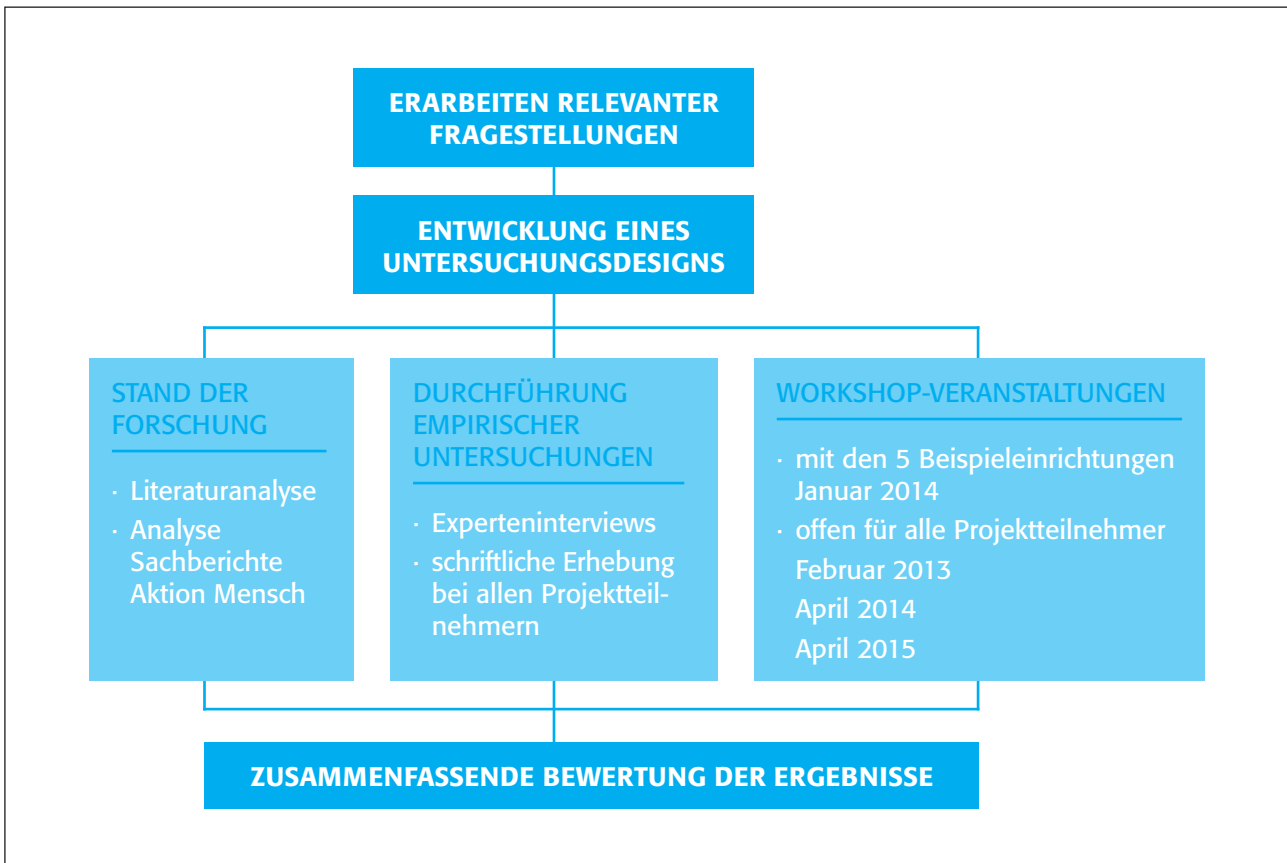 ERARBEITEN RELEVANTER
FRAGESTELLUNGEN
ENTWICKLUNG EINES
UNTERSUCHUNGSDESIGNS
STAND DER
FORSCHUNG
· Literaturanalyse
· Analyse
Sachberichte
Aktion Mensch
DURCHFÜHRUNG
EMPIRISCHER
UNTERSUCHUNGEN
· Experteninterviews
· schriftliche Erhebung
bei allen Projektteil-
nehmern
WORKSHOP-VERANSTALTUNGEN
· mit den 5 Beispieleinrichtungen
Januar 2014
· offen für alle Projektteilnehmer
Februar 2013
April 2014
April 2015
ZUSAMMENFASSENDE BEWERTUNG DER ERGEBNISSE